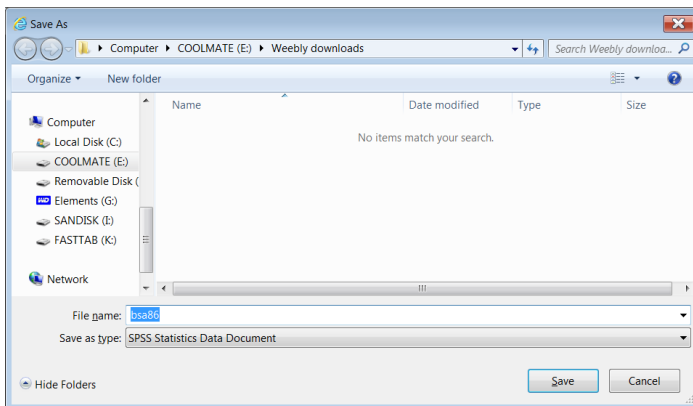 Save As
Computer ▸ COOLMATE (E:) ▸ Weebly downloads
Search Weebly downloa...
Organize ▾ New folder
Name Date modified Type Size
No items match your search.
Computer
Local Disk (C:)
COOLMATE (E:)
Removable Disk (
WD Elements (G:)
SANDISK (I:)
FASTTAB (K:)
Network
File name: bsa86
Save as type: SPSS Statistics Data Document
Hide Folders Save Cancel